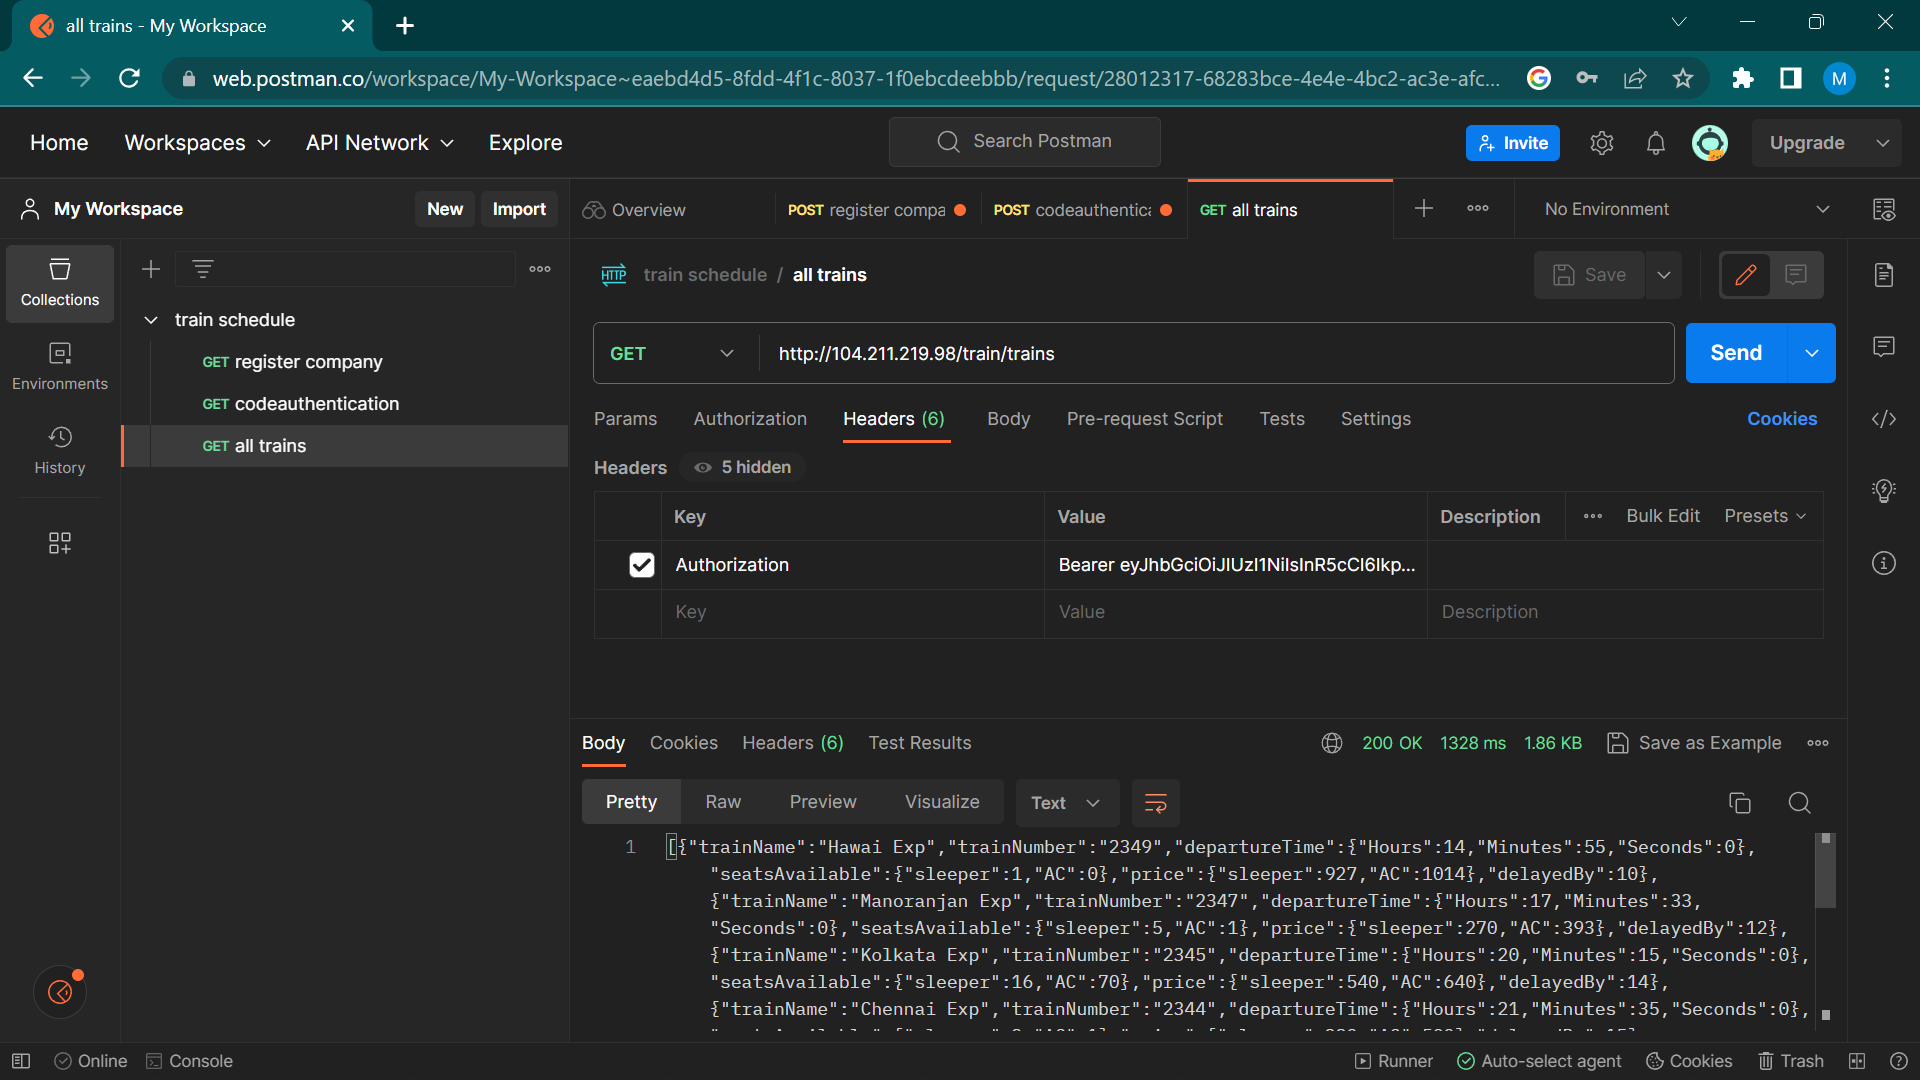 all trains - My Workspace
web.postman.co/workspace/My-Workspace~eaebd4d5-8fdd-4f1c-8037-1f0ebcdeebbb/request/28012317-68283bce-4e4e-4bc2-ac3e-afc...
M
Home Workspaces API Network Explore
Search Postman
Invite
Upgrade
My Workspace
New Import
Overview
POST register compa
POST codeauthentica
GET all trains
No Environment
Collections
Environments
History
train schedule
GET register company
GET codeauthentication
GET all trains
HTTP train schedule / all trains
Save
GET http://104.211.219.98/train/trains
Send
Params Authorization Headers (6) Body Pre-request Script Tests Settings Cookies
Headers 5 hidden
Key Value Description Bulk Edit Presets
Authorization Bearer eyJhbGciOiJIUzI1NiIsInR5cCI6Ikp...
Key Value Description
Body Cookies Headers (6) Test Results 200 OK 1328 ms 1.86 KB Save as Example
Pretty Raw Preview Visualize Text
1 [{"trainName":"Hawai Exp","trainNumber":"2349","departureTime":{"Hours":14,"Minutes":55,"Seconds":0},
"seatsAvailable":{"sleeper":1,"AC":0},"price":{"sleeper":927,"AC":1014},"delayedBy":10},
{"trainName":"Manoranjan Exp","trainNumber":"2347","departureTime":{"Hours":17,"Minutes":33,
"Seconds":0},"seatsAvailable":{"sleeper":5,"AC":1},"price":{"sleeper":270,"AC":393},"delayedBy":12},
{"trainName":"Kolkata Exp","trainNumber":"2345","departureTime":{"Hours":20,"Minutes":15,"Seconds":0},
"seatsAvailable":{"sleeper":16,"AC":70},"price":{"sleeper":540,"AC":640},"delayedBy":14},
{"trainName":"Chennai Exp","trainNumber":"2344","departureTime":{"Hours":21,"Minutes":35,"Seconds":0},
Online Console
Runner Auto-select agent Cookies Trash